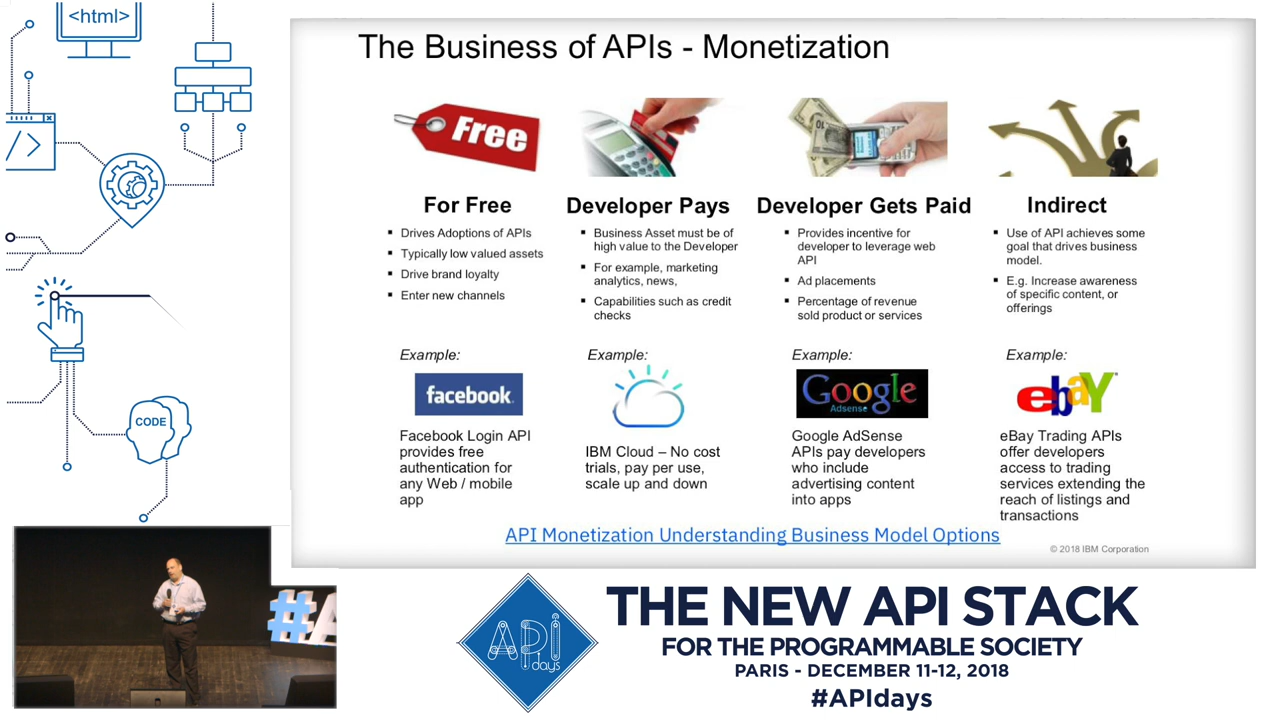 <html>
The Business of APIs - Monetization
Free
10
For Free
Drives Adoptions of APIs
Typically low valued assets
Drive brand loyalty
Enter new channels
Developer Pays
Business Asset must be of
high value to the Developer
For example, marketing
analytics, news,
Capabilities such as credit
checks
Developer Gets Paid
Provides incentive for
developer to leverage web
API
Ad placements
Percentage of revenue
sold product or services
Indirect
Use of API achieves some
goal that drives business
model.
E.g. Increase awareness
of specific content, or
offerings
Example:
facebook
Facebook Login API
provides free
authentication for
any Web / mobile
app
Example:
IBM Cloud – No cost
trials, pay per use,
scale up and down
Example:
Google
Adsense
Google AdSense
APIs pay developers
who include
advertising content
into apps
Example:
ebaY
eBay Trading APIs
offer developers
access to trading
services extending the
reach of listings and
transactions
API Monetization Understanding Business Model Options
© 2018 IBM Corporation
</>
CODE
#A
API
days
THE NEW API STACK
FOR THE PROGRAMMABLE SOCIETY
PARIS - DECEMBER 11-12, 2018
#APIdays